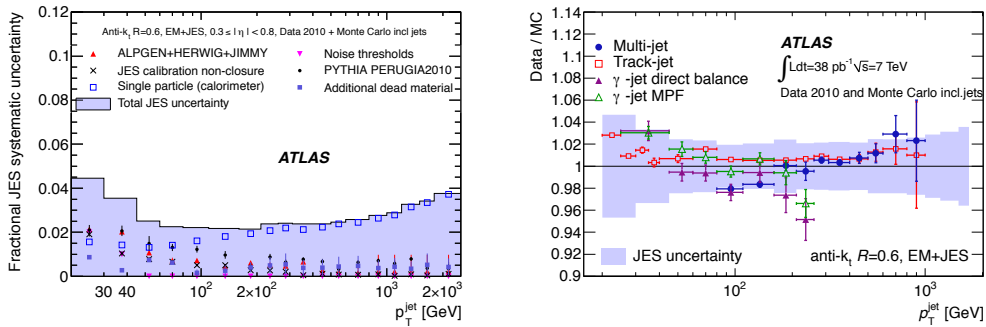 Fractional JES systematic uncertainty
0.12
0.1
0.08
0.06
0.04
0.02
0
Anti-k_t R=0.6, EM+JES, 0.3 ≤ | η | < 0.8, Data 2010 + Monte Carlo incl jets
ALPGEN+HERWIG+JIMMY
Noise thresholds
JES calibration non-closure
PYTHIA PERUGIA2010
Single particle (calorimeter)
Additional dead material
Total JES uncertainty
ATLAS
30 40 10² 2×10² 10³ 2×10³
p_T^jet [GeV]
Data / MC
1.14
1.12
1.1
1.08
1.06
1.04
1.02
1
0.98
0.96
0.94
0.92
0.9
Multi-jet
Track-jet
γ -jet direct balance
γ -jet MPF
ATLAS
∫Ldt=38 pb⁻¹√s=7 TeV
Data 2010 and Monte Carlo incl.jets
JES uncertainty
anti-k_t R=0.6, EM+JES
10² 10³
p_T^jet [GeV]